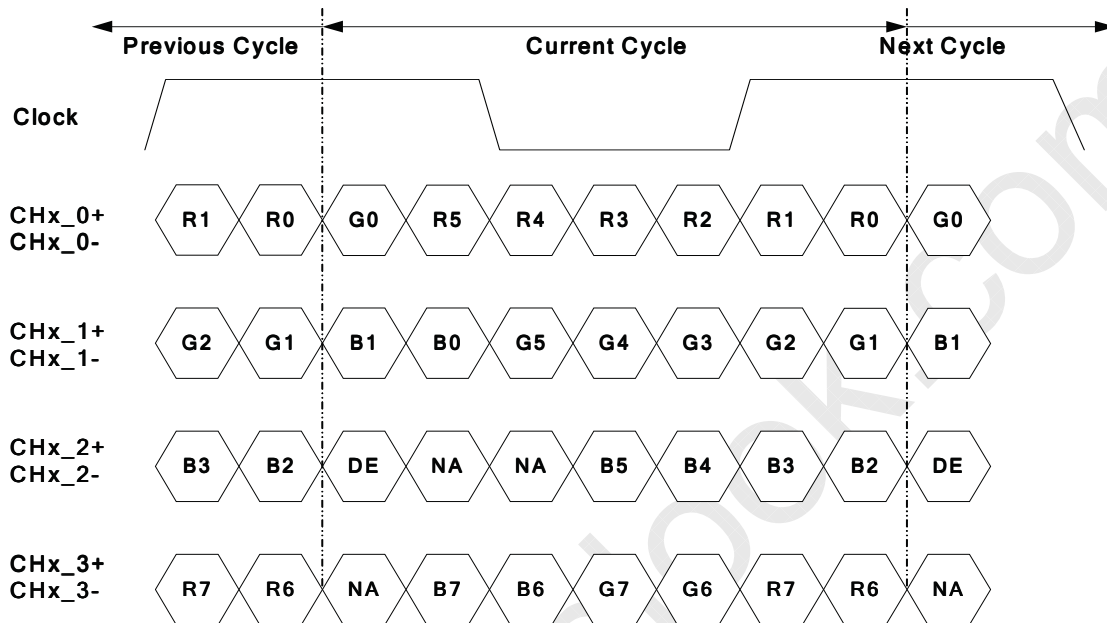 Previous Cycle Current Cycle Next Cycle
Clock
CHx_0+
CHx_0-
R1 R0 G0 R5 R4 R3 R2 R1 R0 G0
CHx_1+
CHx_1-
G2 G1 B1 B0 G5 G4 G3 G2 G1 B1
CHx_2+
CHx_2-
B3 B2 DE NA NA B5 B4 B3 B2 DE
CHx_3+
CHx_3-
R7 R6 NA B7 B6 G7 G6 R7 R6 NA